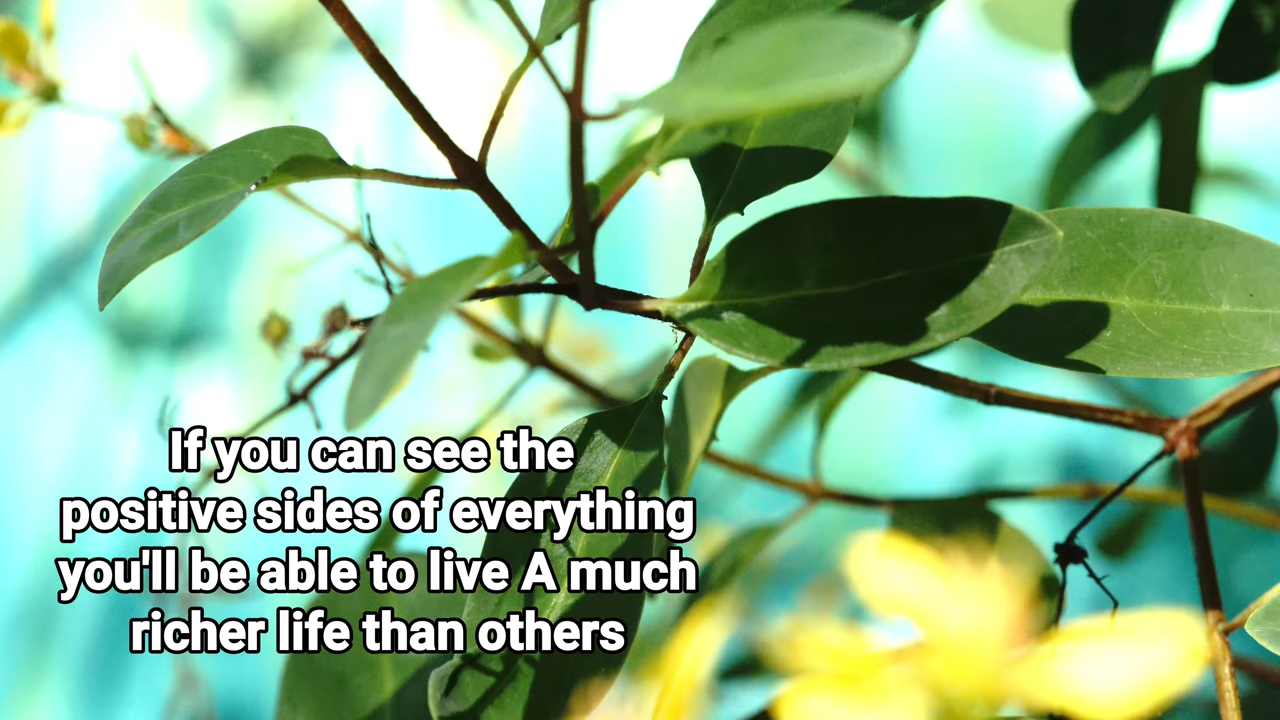 If you can see the
positive sides of everything
you'll be able to live A much
richer life than others